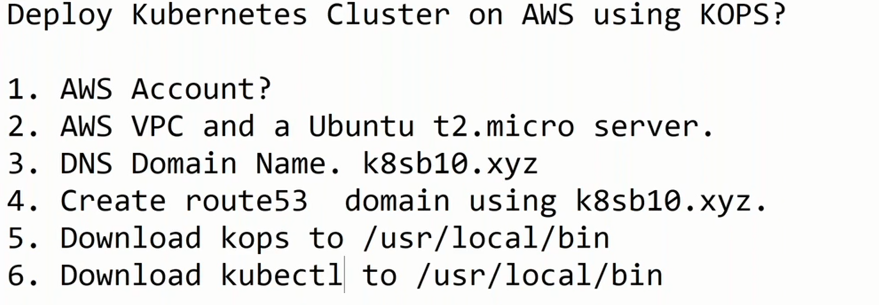 Deploy Kubernetes Cluster on AWS using KOPS?
1. AWS Account?
2. AWS VPC and a Ubuntu t2.micro server.
3. DNS Domain Name. k8sb10.xyz
4. Create route53  domain using k8sb10.xyz.
5. Download kops to /usr/local/bin
6. Download kubectl to /usr/local/bin